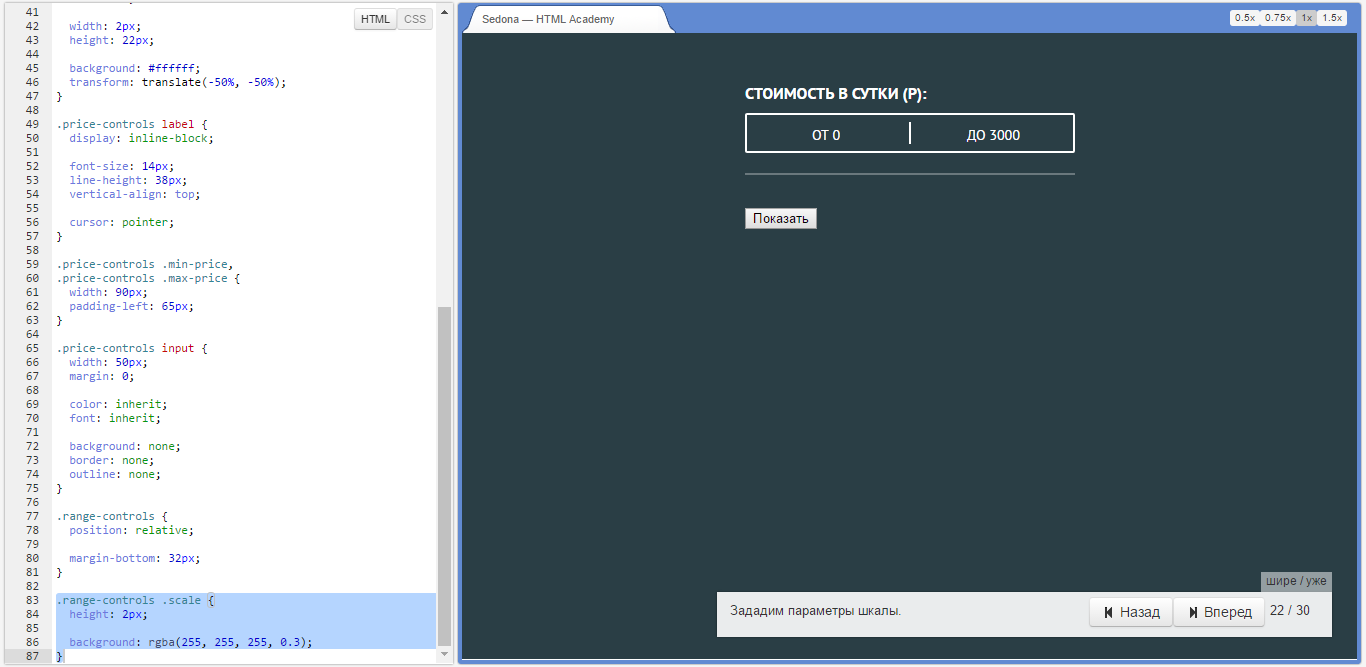 HTML CSS
41
42 width: 2px;
43 height: 22px;
44
45 background: #ffffff;
46 transform: translate(-50%, -50%);
47 }
48
49 .price-controls label {
50 display: inline-block;
51
52 font-size: 14px;
53 line-height: 38px;
54 vertical-align: top;
55
56 cursor: pointer;
57 }
58
59 .price-controls .min-price,
60 .price-controls .max-price {
61 width: 90px;
62 padding-left: 65px;
63 }
64
65 .price-controls input {
66 width: 50px;
67 margin: 0;
68
69 color: inherit;
70 font: inherit;
71
72 background: none;
73 border: none;
74 outline: none;
75 }
76
77 .range-controls {
78 position: relative;
79
80 margin-bottom: 32px;
81 }
82
83 .range-controls .scale {
84 height: 2px;
85
86 background: rgba(255, 255, 255, 0.3);
87 }
Sedona — HTML Academy
0.5x 0.75x 1x 1.5x
СТОИМОСТЬ В СУТКИ (Р):
ОТ 0 ДО 3000
Показать
шире / уже
Зададим параметры шкалы.
Назад Вперед 22 / 30